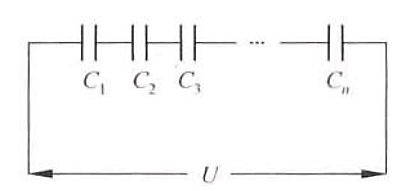 ...
C₁ C₂ C₃ Cₙ
U